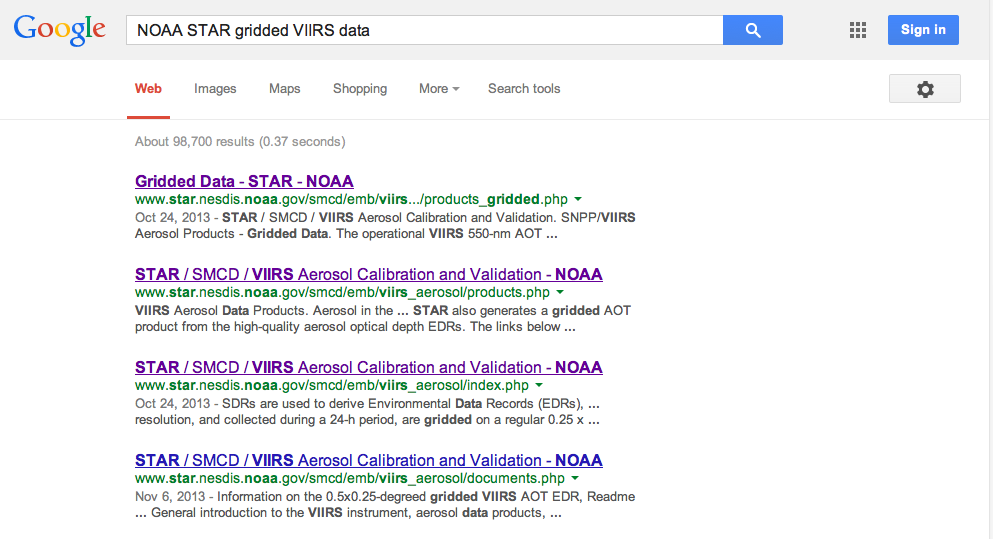 Google
NOAA STAR gridded VIIRS data
Sign in
Web Images Maps Shopping More Search tools
About 98,700 results (0.37 seconds)
Gridded Data - STAR - NOAA
www.star.nesdis.noaa.gov/smcd/emb/viirs.../products_gridded.php
Oct 24, 2013 - STAR / SMCD / VIIRS Aerosol Calibration and Validation. SNPP/VIIRS
Aerosol Products - Gridded Data. The operational VIIRS 550-nm AOT ...
STAR / SMCD / VIIRS Aerosol Calibration and Validation - NOAA
www.star.nesdis.noaa.gov/smcd/emb/viirs_aerosol/products.php
VIIRS Aerosol Data Products. Aerosol in the ... STAR also generates a gridded AOT
product from the high-quality aerosol optical depth EDRs. The links below ...
STAR / SMCD / VIIRS Aerosol Calibration and Validation - NOAA
www.star.nesdis.noaa.gov/smcd/emb/viirs_aerosol/index.php
Oct 24, 2013 - SDRs are used to derive Environmental Data Records (EDRs), ...
resolution, and collected during a 24-h period, are gridded on a regular 0.25 x ...
STAR / SMCD / VIIRS Aerosol Calibration and Validation - NOAA
www.star.nesdis.noaa.gov/smcd/emb/viirs_aerosol/documents.php
Nov 6, 2013 - Information on the 0.5x0.25-degreed gridded VIIRS AOT EDR, Readme
... General introduction to the VIIRS instrument, aerosol data products, ...